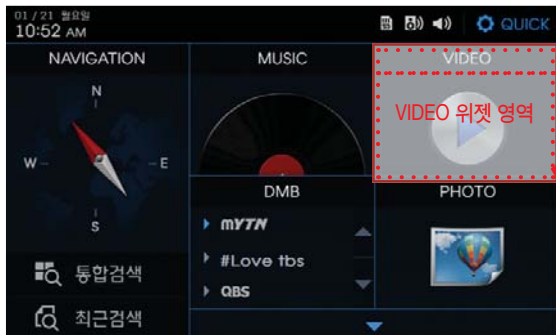 01 / 21 월요일
10:52 AM
QUICK
NAVIGATION
N
W
E
S
통합검색
최근검색
MUSIC
VIDEO
VIDEO 위젯 영역
DMB
mYTN
#Love tbs
QBS
PHOTO